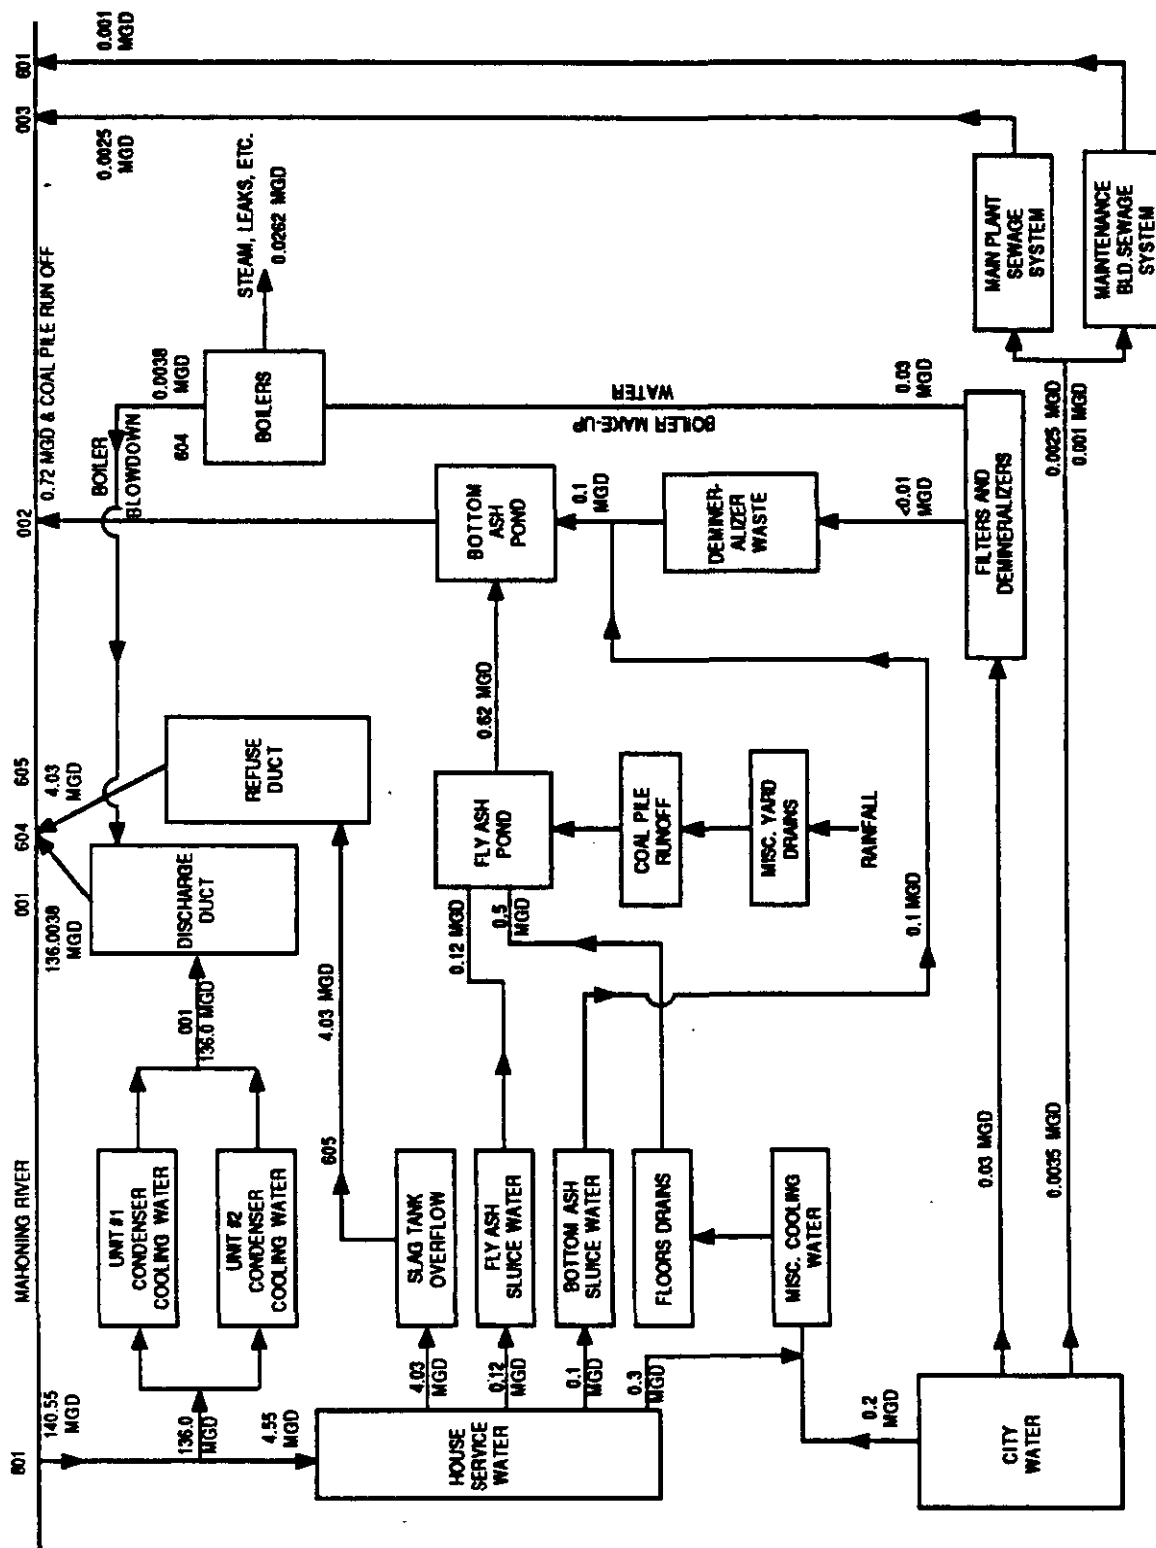 MAHONING RIVER
801
140.55
MGD
136.0
MGD
4.55
MGD
UNIT #1
CONDENSER
COOLING WATER
UNIT #2
CONDENSER
COOLING WATER
001
136.0 MGD
DISCHARGE
DUCT
136.0038
MGD
001
604
605
4.03
MGD
REFUSE
DUCT
002
0.72 MGD & COAL PILE RUN OFF
BOILER
BLOWDOWN
0.0038
MGD
604
BOILERS
STEAM, LEAKS, ETC.
0.0262 MGD
003
0.0025
MGD
601
0.001
MGD
HOUSE
SERVICE
WATER
4.03
MGD
0.12
MGD
0.1
MGD
0.3
MGD
SLAG TANK
OVERFLOW
605
4.03 MGD
FLY ASH
SLUICE WATER
0.12 MGD
BOTTOM ASH
SLUICE WATER
FLOORS DRAINS
0.5
MGD
MISC. COOLING
WATER
FLY ASH
POND
0.62 MGD
COAL PILE
RUNOFF
MISC. YARD
DRAINS
RAINFALL
0.1 MGD
BOTTOM
ASH
POND
0.1
MGD
DEMINER-
ALIZER
WASTE
<0.01
MGD
BOILER MAKE-UP
WATER
0.03
MGD
FILTERS AND
DEMINERALIZERS
CITY
WATER
0.2
MGD
0.03 MGD
0.0035 MGD
0.0025 MGD
0.001 MGD
MAIN PLANT
SEWAGE
SYSTEM
MAINTENANCE
BLD.SEWAGE
SYSTEM